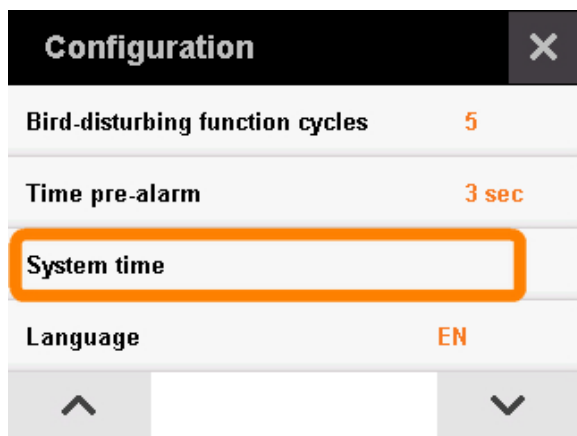 Configuration
Bird-disturbing function cycles 5
Time pre-alarm 3 sec
System time
Language EN